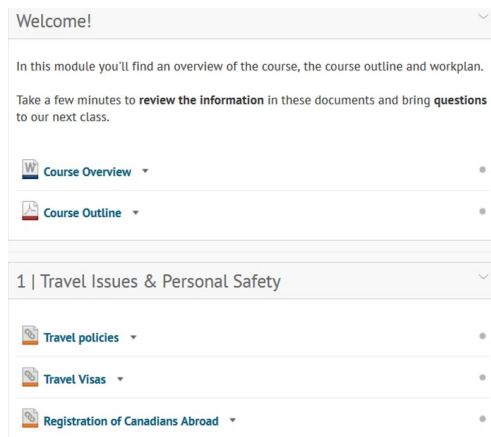 Welcome!
In this module you'll find an overview of the course, the course outline and workplan.
Take a few minutes to review the information in these documents and bring questions
to our next class.
Course Overview
Course Outline
1 | Travel Issues & Personal Safety
Travel policies
Travel Visas
Registration of Canadians Abroad